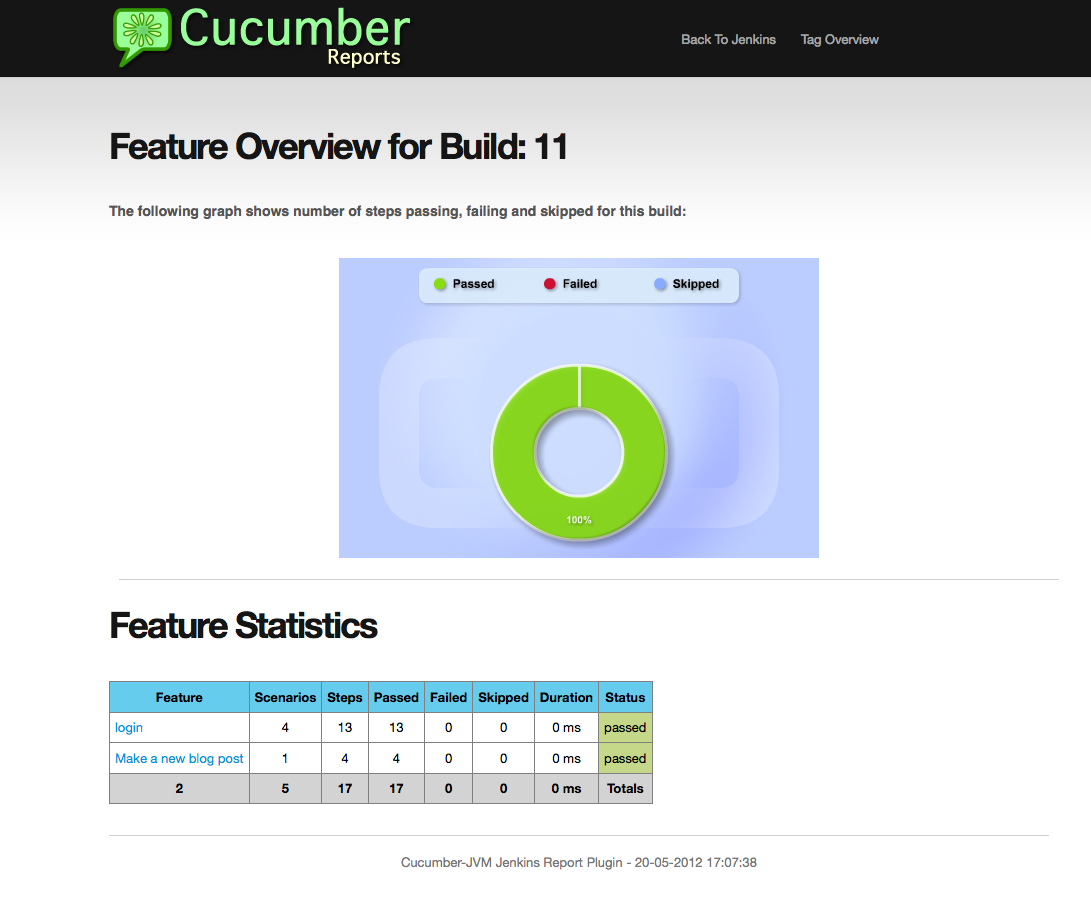 Cucumber
Reports
Back To Jenkins Tag Overview
Feature Overview for Build: 11
The following graph shows number of steps passing, failing and skipped for this build:
Passed Failed Skipped
100%
Feature Statistics
Feature Scenarios Steps Passed Failed Skipped Duration Status
login 4 13 13 0 0 0 ms passed
Make a new blog post 1 4 4 0 0 0 ms passed
2 5 17 17 0 0 0 ms Totals
Cucumber-JVM Jenkins Report Plugin - 20-05-2012 17:07:38